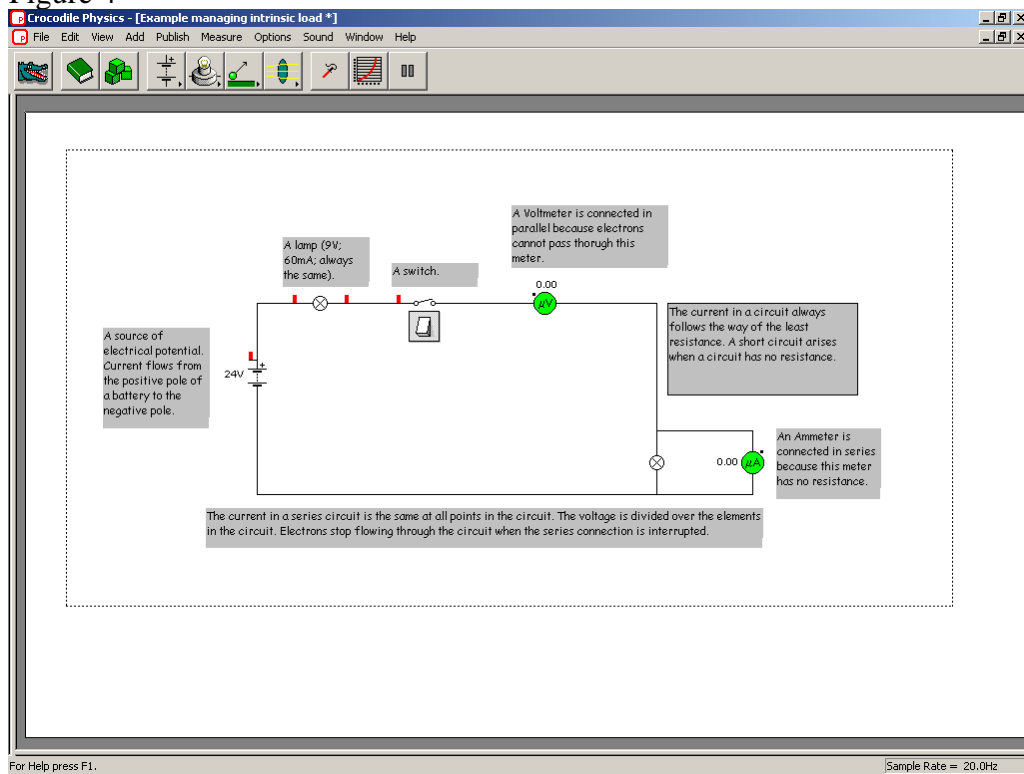 Figure 4
Crocodile Physics - [Example managing intrinsic load *]
File Edit View Add Publish Measure Options Sound Window Help
A Voltmeter is connected in
parallel because electrons
cannot pass thorugh this
meter.
A lamp (9V;
60mA; always
the same).
A switch.
0.00
μV
The current in a circuit always
follows the way of the least
resistance. A short circuit arises
when a circuit has no resistance.
A source of
electrical potential.
Current flows from
the positive pole of
a battery to the
negative pole.
24V
An Ammeter is
connected in series
because this meter
has no resistance.
0.00 μA
The current in a series circuit is the same at all points in the circuit. The voltage is divided over the elements
in the circuit. Electrons stop flowing through the circuit when the series connection is interrupted.
For Help press F1.
Sample Rate = 20.0Hz